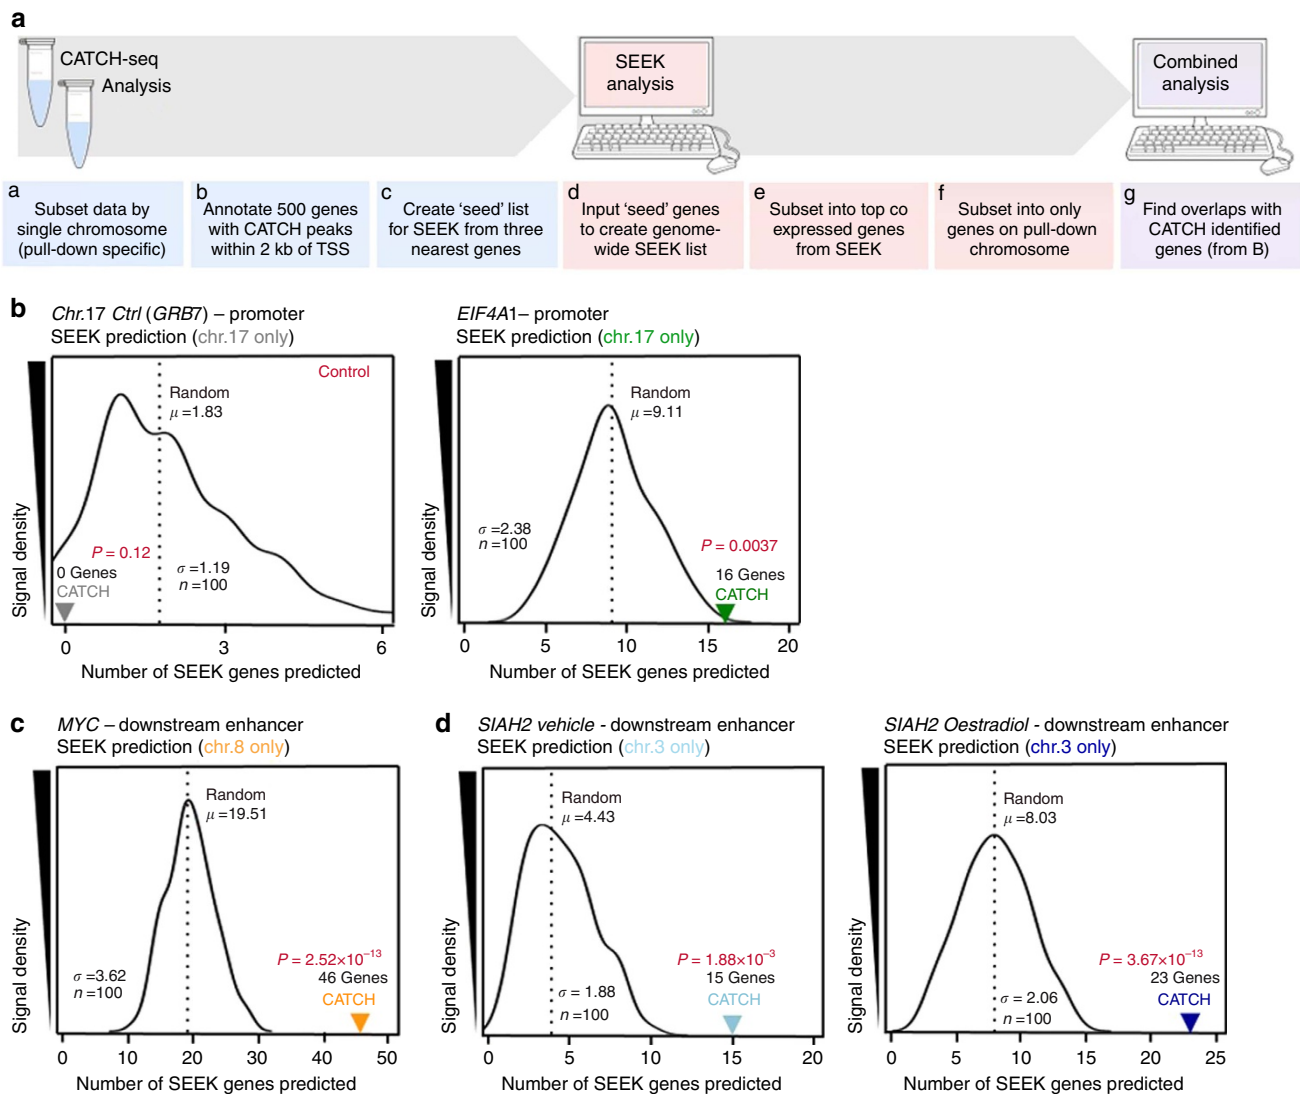 a
CATCH-seq
Analysis
SEEK
analysis
Combined
analysis
a
Subset data by
single chromosome
(pull-down specific)
b
Annotate 500 genes
with CATCH peaks
within 2 kb of TSS
c
Create ‘seed’ list
for SEEK from three
nearest genes
d
Input ‘seed’ genes
to create genome-
wide SEEK list
e
Subset into top co
expressed genes
from SEEK
f
Subset into only
genes on pull-down
chromosome
g
Find overlaps with
CATCH identified
genes (from B)
b
Chr.17 Ctrl (GRB7) – promoter
SEEK prediction (chr.17 only)
Control
Random
μ =1.83
P = 0.12
σ =1.19
n =100
0 Genes
CATCH
Signal density
0 3 6
Number of SEEK genes predicted
EIF4A1– promoter
SEEK prediction (chr.17 only)
Random
μ =9.11
σ =2.38
n =100
P = 0.0037
16 Genes
CATCH
Signal density
0 5 10 15 20
Number of SEEK genes predicted
c
MYC – downstream enhancer
SEEK prediction (chr.8 only)
Random
μ =19.51
σ =3.62
n =100
P = 2.52×10⁻¹³
46 Genes
CATCH
Signal density
0 10 20 30 40 50
Number of SEEK genes predicted
d
SIAH2 vehicle - downstream enhancer
SEEK prediction (chr.3 only)
Random
μ =4.43
σ = 1.88
n =100
P = 1.88×10⁻³
15 Genes
CATCH
Signal density
0 5 10 15 20
Number of SEEK genes predicted
SIAH2 Oestradiol - downstream enhancer
SEEK prediction (chr.3 only)
Random
μ =8.03
σ = 2.06
n =100
P = 3.67×10⁻¹³
23 Genes
CATCH
Signal density
0 5 10 15 20 25
Number of SEEK genes predicted